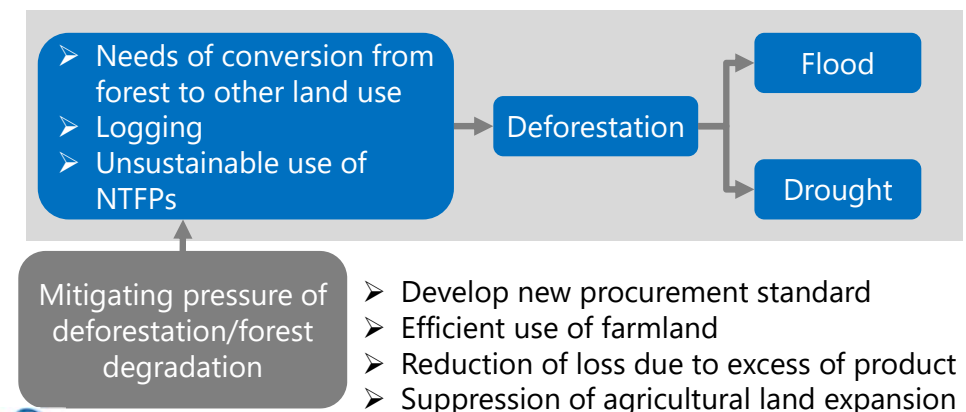 ➢ Needs of conversion from
forest to other land use
➢ Logging
➢ Unsustainable use of
NTFPs
Deforestation
Flood
Drought
Mitigating pressure of
deforestation/forest
degradation
➢ Develop new procurement standard
➢ Efficient use of farmland
➢ Reduction of loss due to excess of product
➢ Suppression of agricultural land expansion